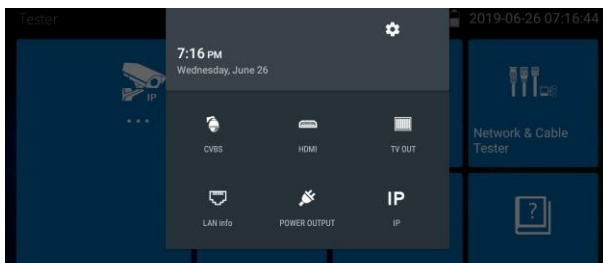 Tester
2019-06-26 07:16:44
7:16 PM
Wednesday, June 26
IP
...
CVBS
HDMI
TV OUT
Network & Cable
Tester
LAN info
POWER OUTPUT
IP
IP
?